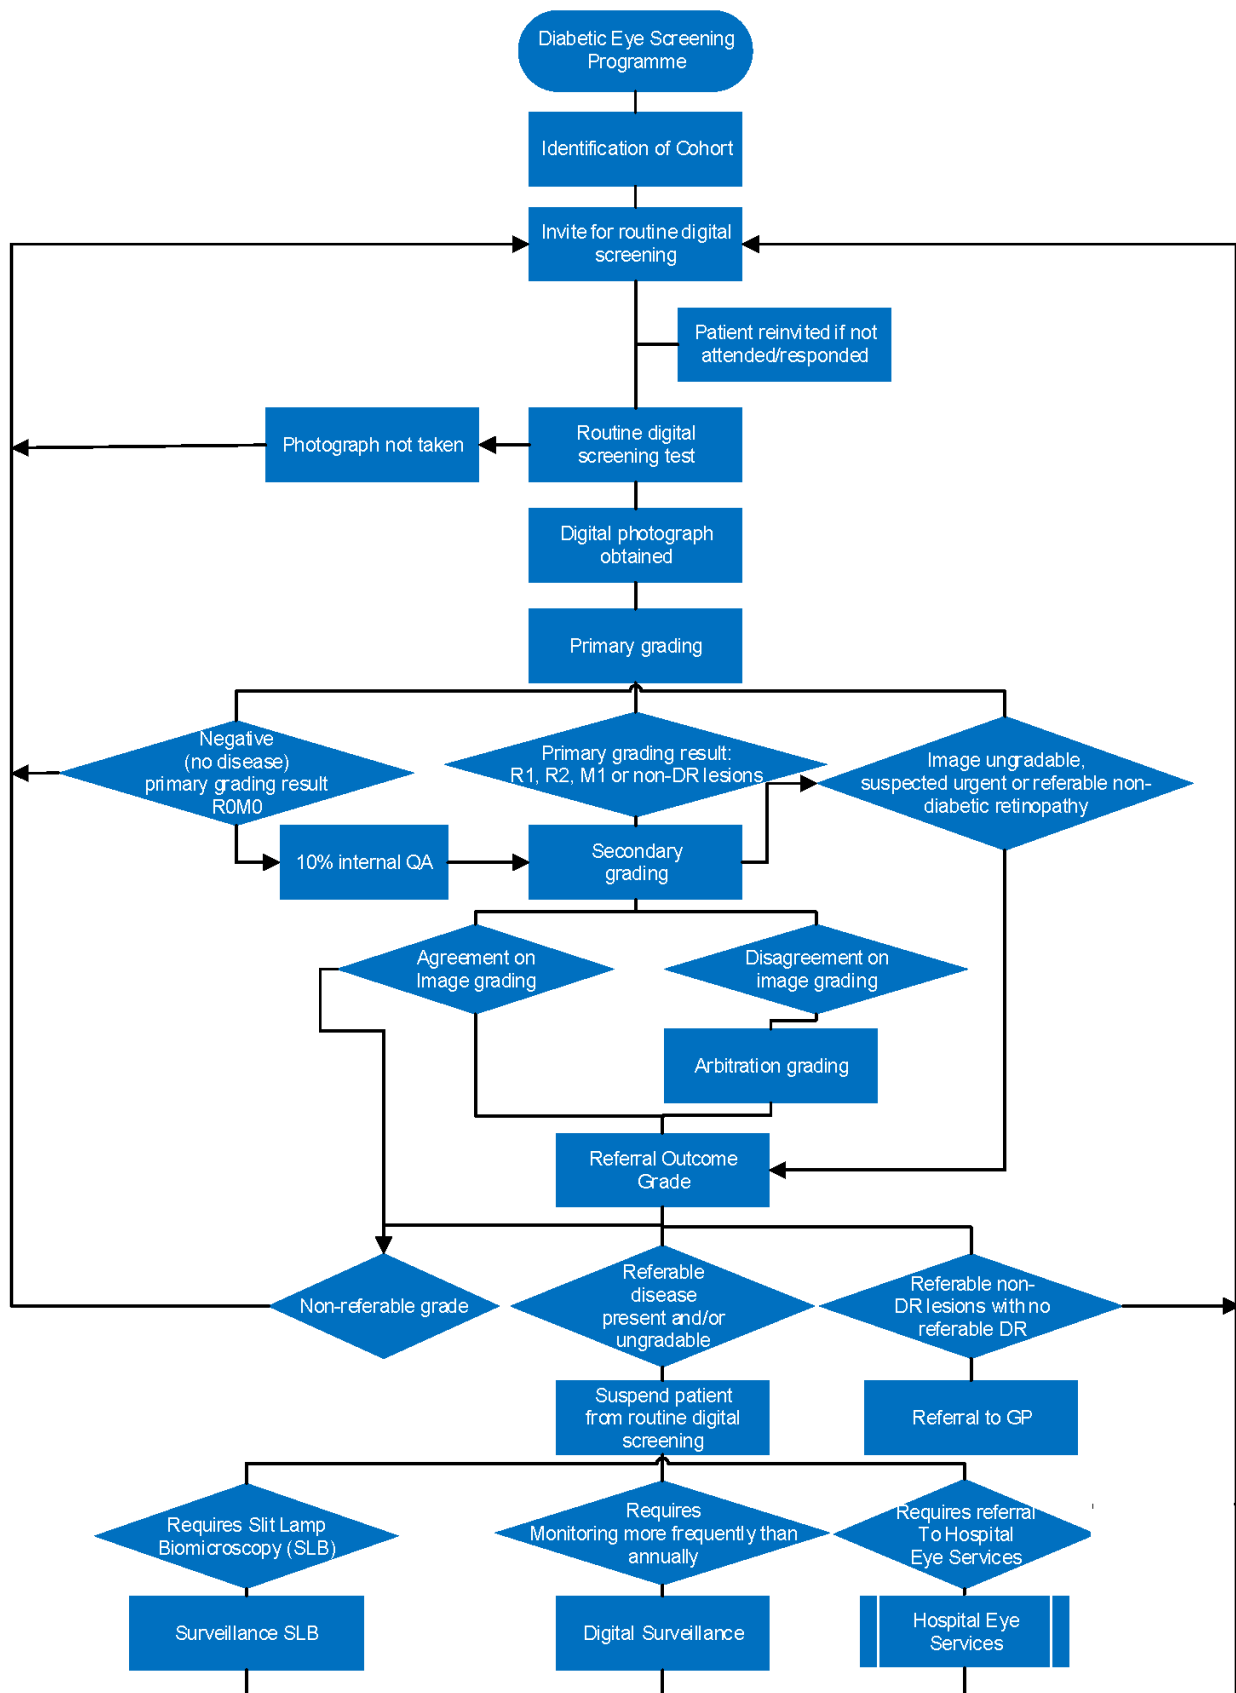 Diabetic Eye Screening
Programme
Identification of Cohort
Invite for routine digital
screening
Patient reinvited if not
attended/responded
Photograph not taken
Routine digital
screening test
Digital photograph
obtained
Primary grading
Negative
(no disease)
primary grading result
R0M0
Primary grading result:
R1, R2, M1 or non-DR lesions
Image ungradable,
suspected urgent or referable non-
diabetic retinopathy
10% internal QA
Secondary
grading
Agreement on
Image grading
Disagreement on
image grading
Arbitration grading
Referral Outcome
Grade
Non-referable grade
Referable
disease
present and/or
ungradable
Referable non-
DR lesions with no
referable DR
Suspend patient
from routine digital
screening
Referral to GP
Requires Slit Lamp
Biomicroscopy (SLB)
Requires
Monitoring more frequently than
annually
Requires referral
To Hospital
Eye Services
Surveillance SLB
Digital Surveillance
Hospital Eye
Services